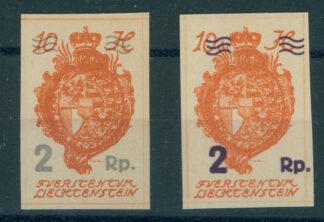 10 H
2 Rp.
FVERSTENTVM
LIECHTENSTEIN
10 H
2 Rp.
FVERSTENTVM
LIECHTENSTEIN